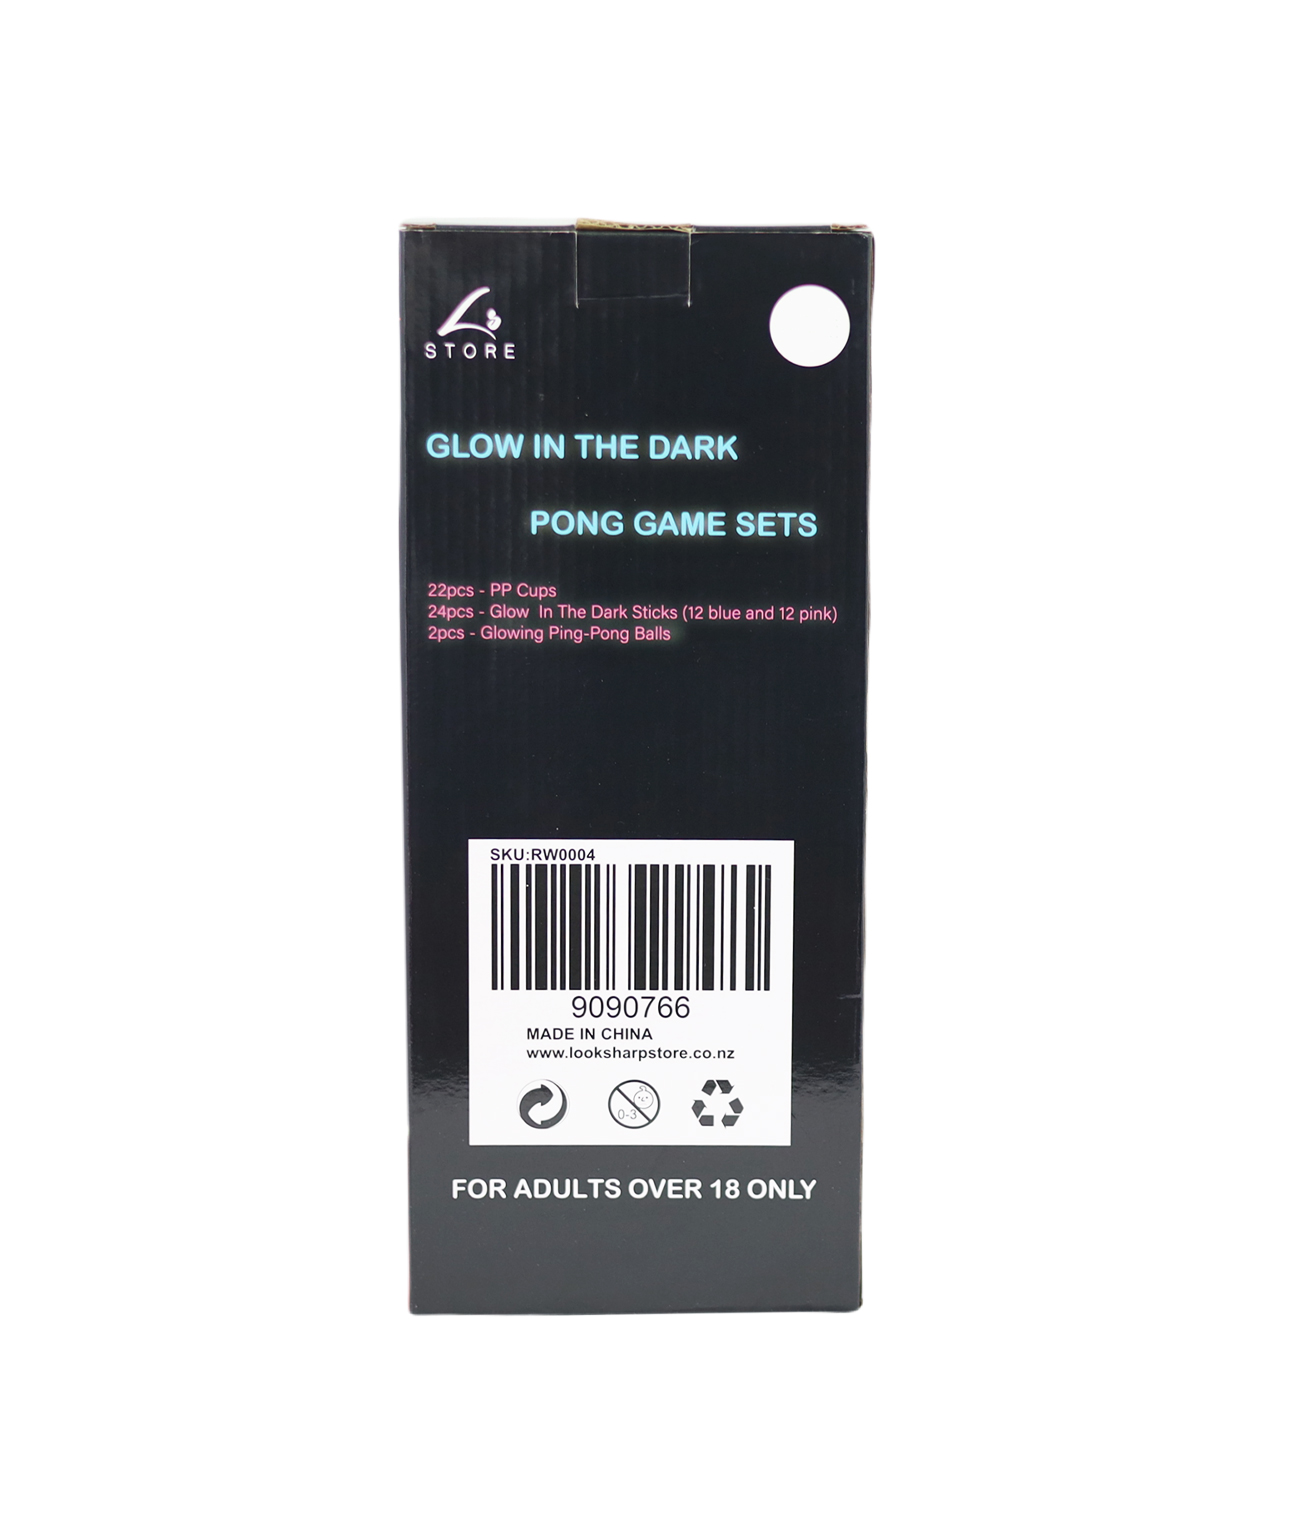 Ls
STORE
GLOW IN THE DARK
PONG GAME SETS
22pcs - PP Cups
24pcs - Glow  In The Dark Sticks (12 blue and 12 pink)
2pcs - Glowing Ping-Pong Balls
SKU:RW0004
9090766
MADE IN CHINA
www.looksharpstore.co.nz
0-3
FOR ADULTS OVER 18 ONLY